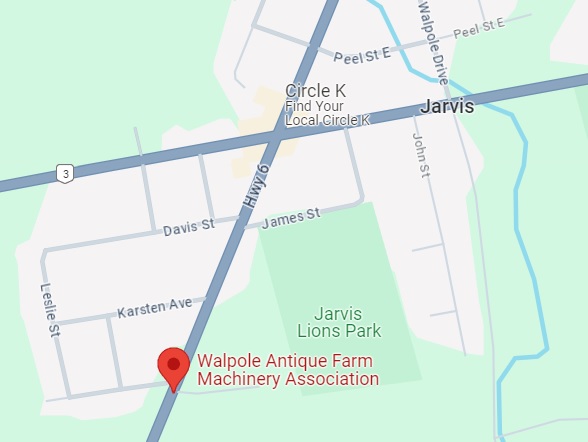 Walpole Drive
Peel St E
Peel St E
Circle K
Find Your
Local Circle K
Jarvis
3
John St
Hwy 6
Davis St
James St
Leslie St
Karsten Ave
Jarvis
Lions Park
Walpole Antique Farm
Machinery Association